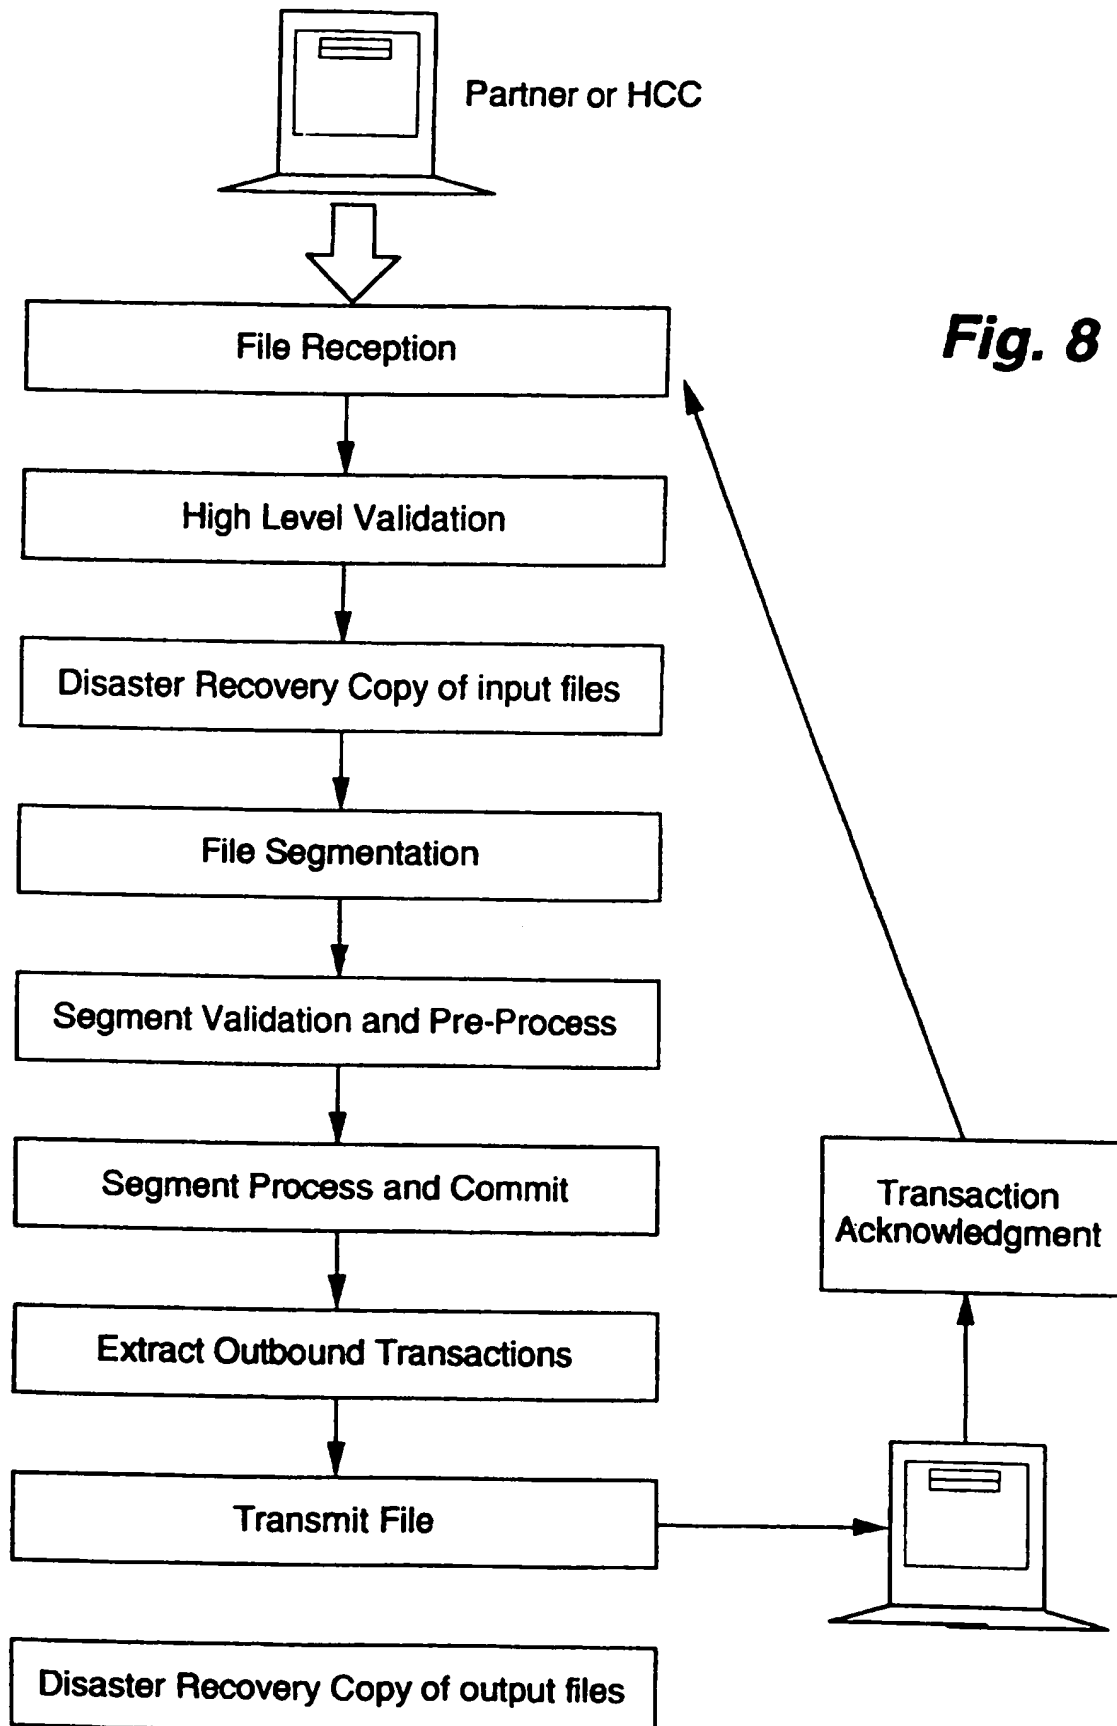 Partner or HCC
Fig. 8
File Reception
High Level Validation
Disaster Recovery Copy of input files
File Segmentation
Segment Validation and Pre-Process
Segment Process and Commit
Transaction
Acknowledgment
Extract Outbound Transactions
Transmit File
Disaster Recovery Copy of output files